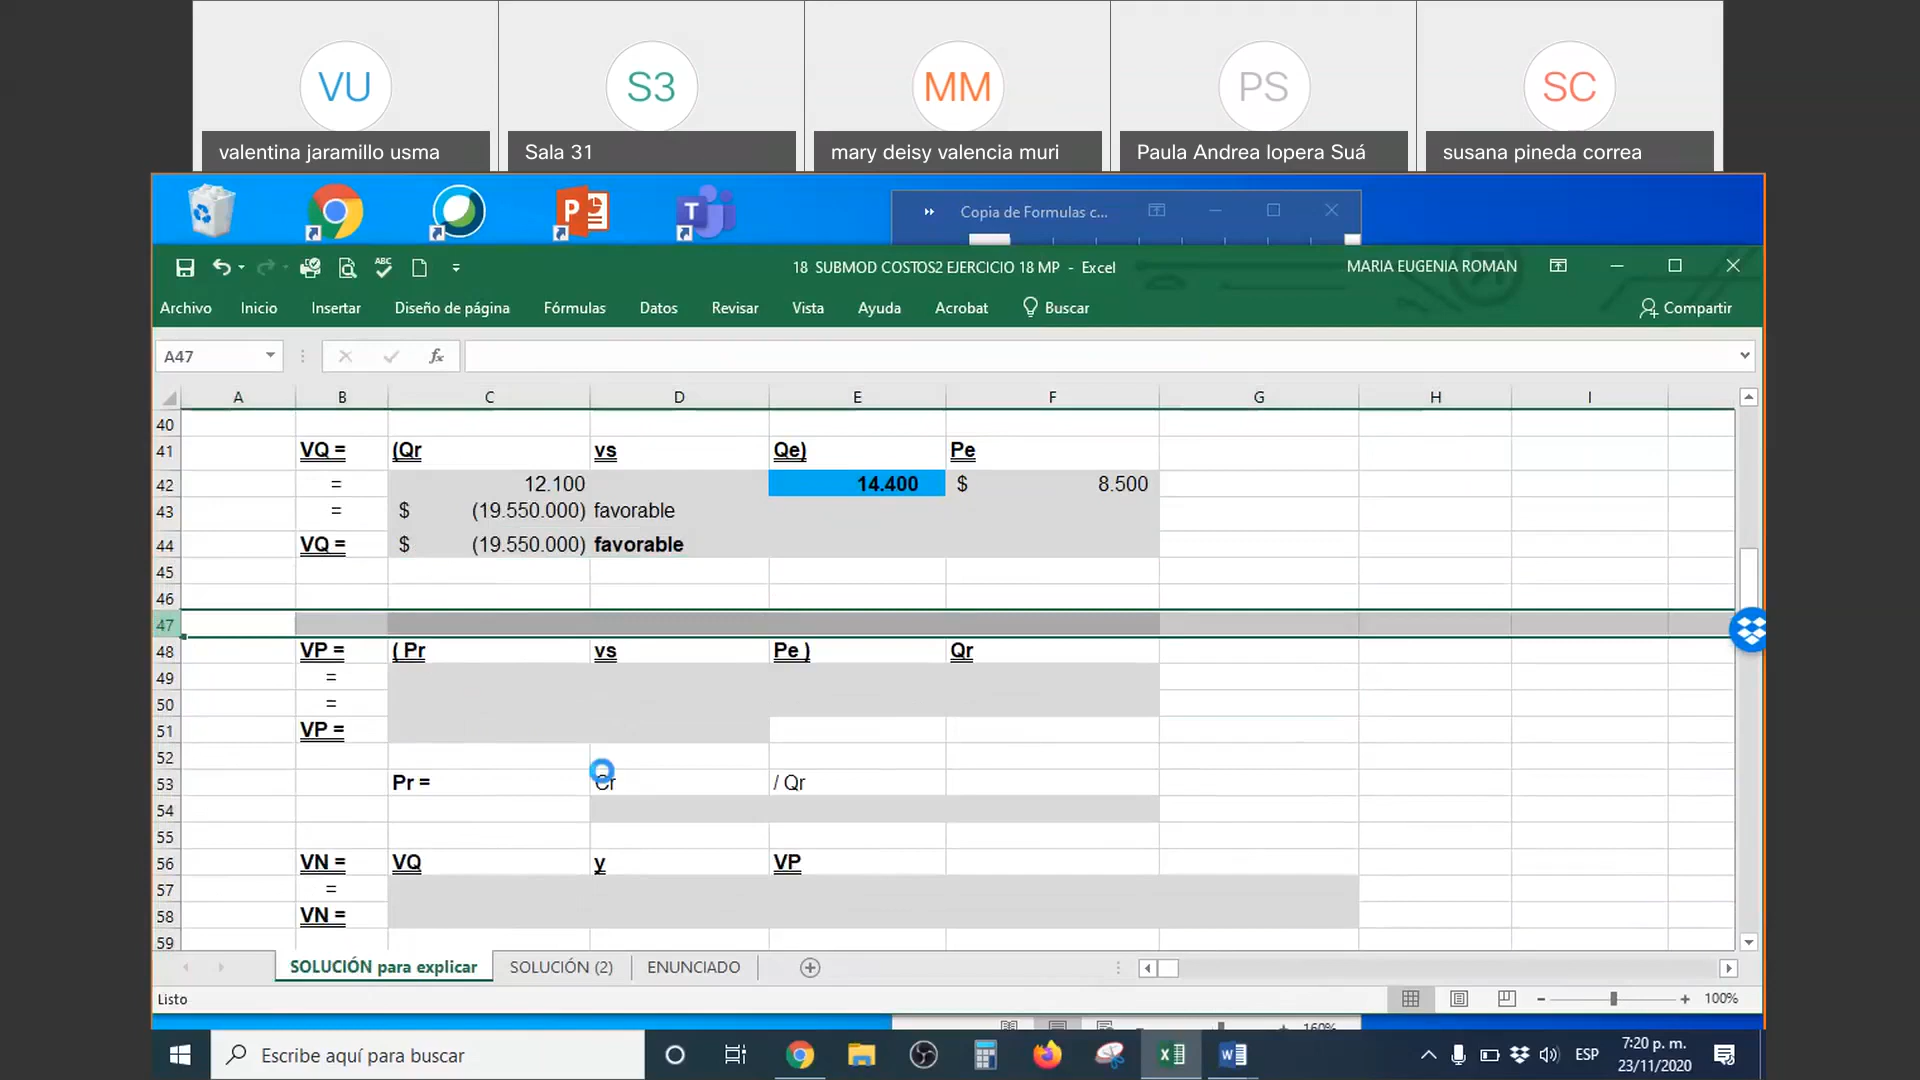 VU
S3
MM
PS
SC
valentina jaramillo usma
Sala 31
mary deisy valencia muri
Paula Andrea lopera Suá
susana pineda correa
Copia de Formulas c...
18 SUBMOD COSTOS2 EJERCICIO 18 MP - Excel
MARIA EUGENIA ROMAN
Archivo Inicio Insertar Diseño de página Fórmulas Datos Revisar Vista Ayuda Acrobat Buscar Compartir
A47 fx
A B C D E F G H I
40
41 VQ = (Qr vs Qe) Pe
42 = 12.100 14.400 $ 8.500
43 = $ (19.550.000) favorable
44 VQ = $ (19.550.000) favorable
45
46
47
48 VP = ( Pr vs Pe ) Qr
49 =
50 =
51 VP =
52
53 Pr = Cr / Qr
54
55
56 VN = VQ y VP
57 =
58 VN =
59
SOLUCIÓN para explicar SOLUCIÓN (2) ENUNCIADO
Listo 100%
160%
Escribe aquí para buscar
ESP
7:20 p. m.
23/11/2020